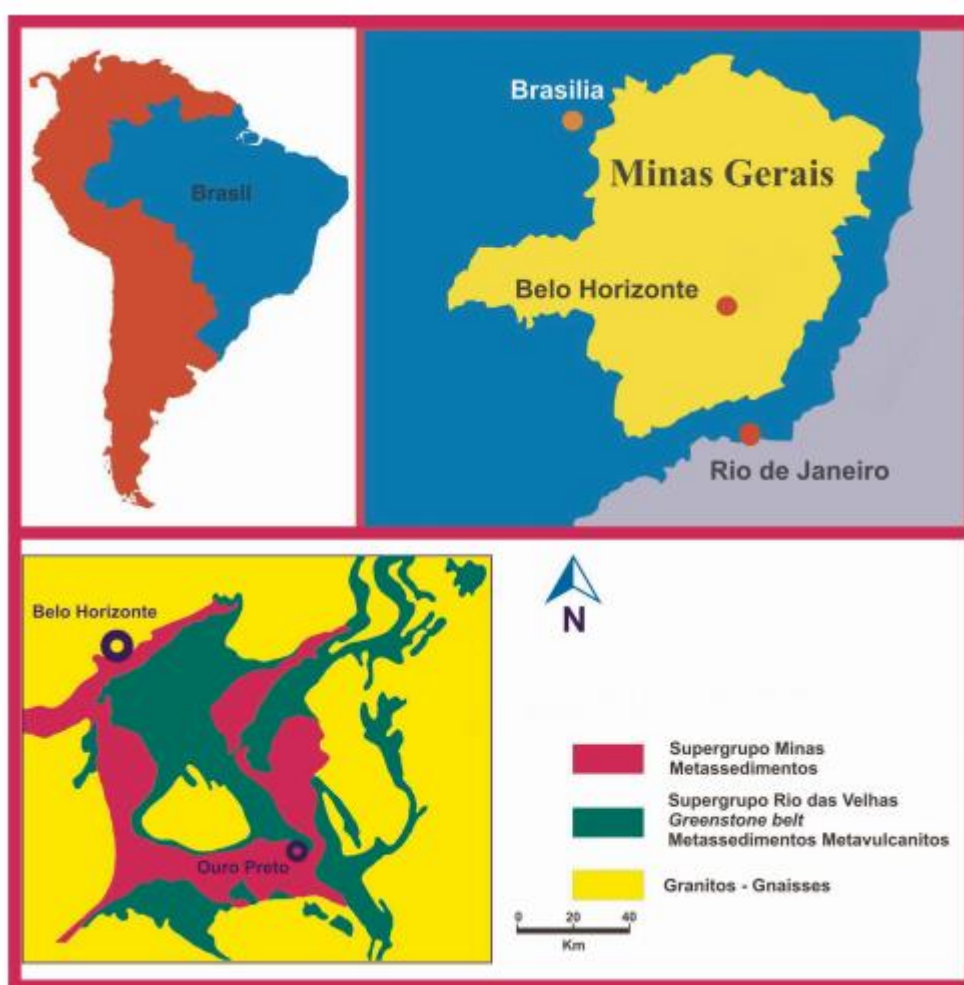 Brasil
Brasilia
Minas Gerais
Belo Horizonte
Rio de Janeiro
Belo Horizonte
Ouro Preto
N
Supergrupo Minas
Metassedimentos
Supergrupo Rio das Velhas
Greenstone belt
Metassedimentos Metavulcanitos
Granitos - Gnaisses
0 20 40
Km